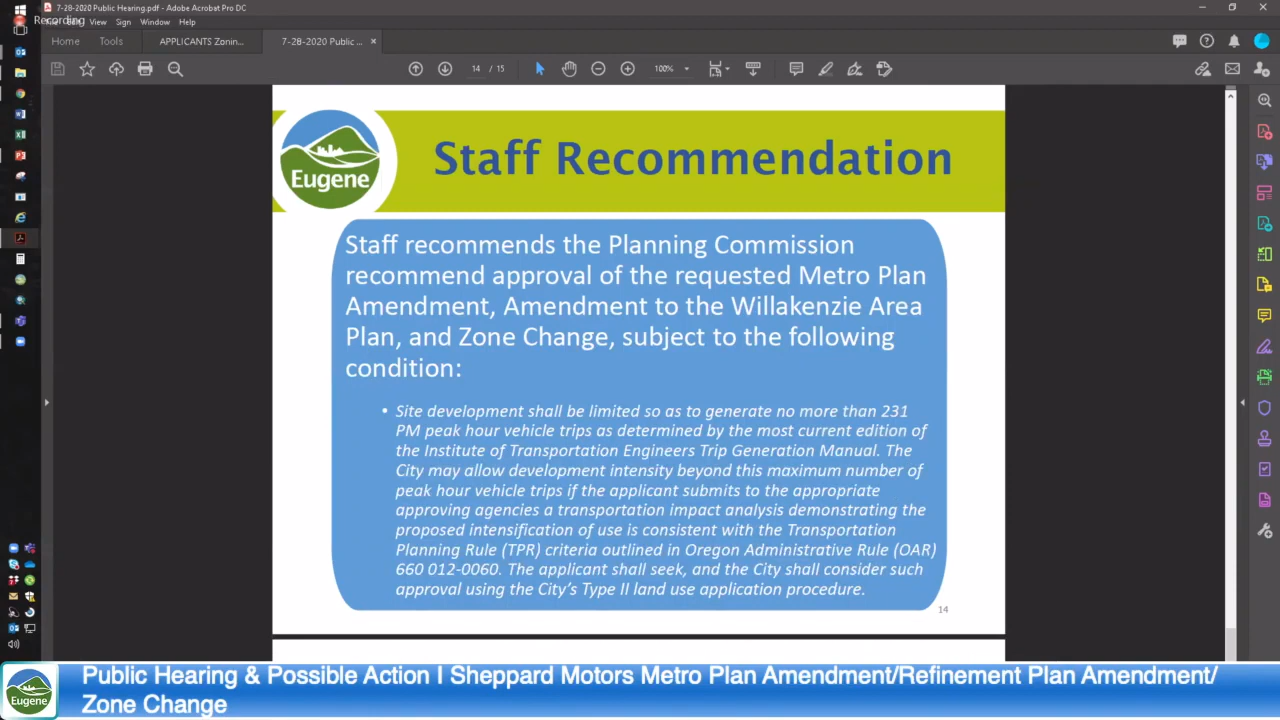 7-28-2020 Public Hearing.pdf - Adobe Acrobat Pro DC
Recording
View Sign Window Help
Home Tools APPLICANTS Zonin... 7-28-2020 Public ... ×
14 / 15 100%
Eugene
Staff Recommendation
Staff recommends the Planning Commission
recommend approval of the requested Metro Plan
Amendment, Amendment to the Willakenzie Area
Plan, and Zone Change, subject to the following
condition:
• Site development shall be limited so as to generate no more than 231
PM peak hour vehicle trips as determined by the most current edition of
the Institute of Transportation Engineers Trip Generation Manual. The
City may allow development intensity beyond this maximum number of
peak hour vehicle trips if the applicant submits to the appropriate
approving agencies a transportation impact analysis demonstrating the
proposed intensification of use is consistent with the Transportation
Planning Rule (TPR) criteria outlined in Oregon Administrative Rule (OAR)
660 012-0060. The applicant shall seek, and the City shall consider such
approval using the City's Type II land use application procedure.
14
Eugene
Public Hearing & Possible Action I Sheppard Motors Metro Plan Amendment/Refinement Plan Amendment/
Zone Change